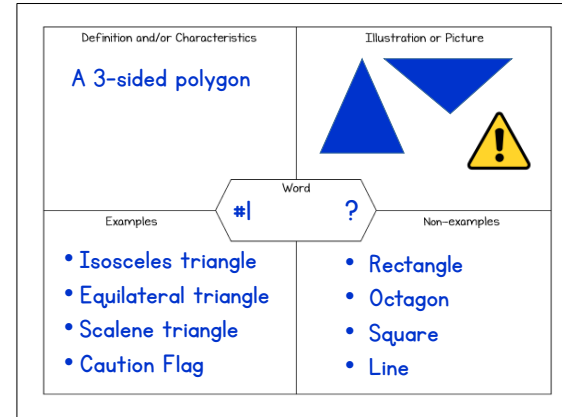 Definition and/or Characteristics
A 3-sided polygon
Illustration or Picture
!
Word
#1 ?
Examples
• Isosceles triangle
• Equilateral triangle
• Scalene triangle
• Caution Flag
Non-examples
• Rectangle
• Octagon
• Square
• Line